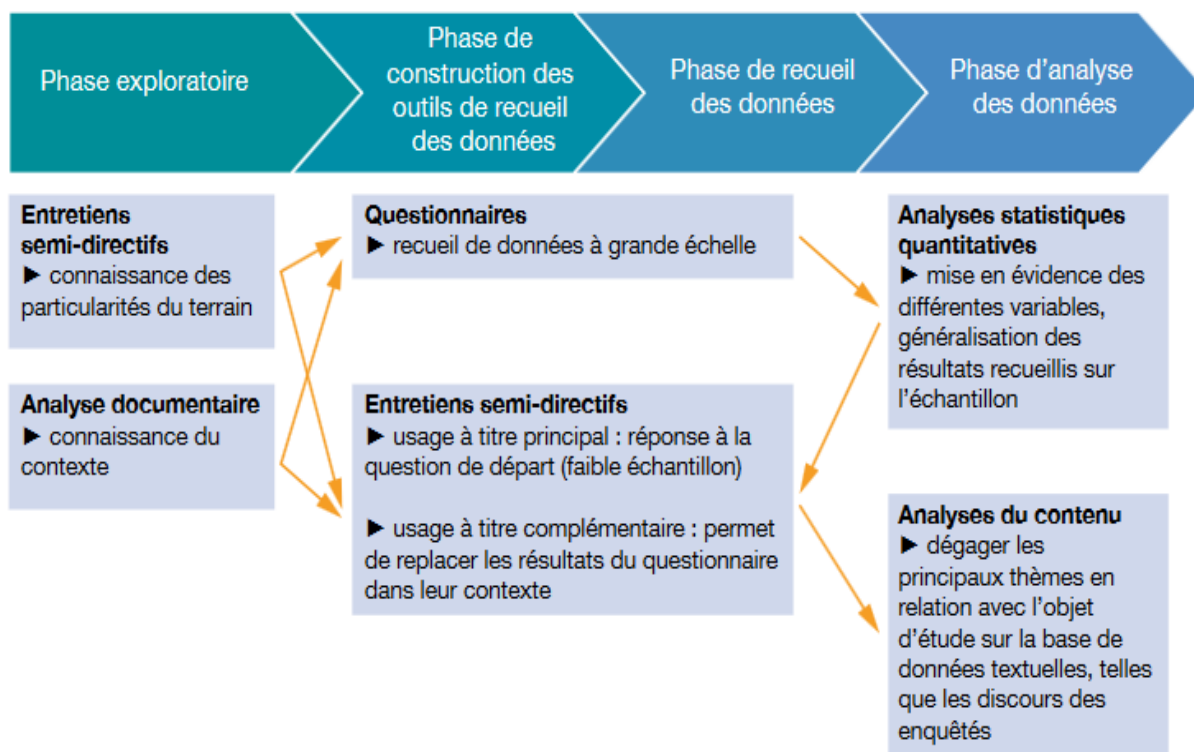 Phase exploratoire
Phase de
construction des
outils de recueil
des données
Phase de recueil
des données
Phase d’analyse
des données
Entretiens
semi-directifs
► connaissance des
particularités du terrain
Analyse documentaire
► connaissance du
contexte
Questionnaires
► recueil de données à grande échelle
Entretiens semi-directifs
► usage à titre principal : réponse à la
question de départ (faible échantillon)
► usage à titre complémentaire : permet
de replacer les résultats du questionnaire
dans leur contexte
Analyses statistiques
quantitatives
► mise en évidence des
différentes variables,
généralisation des
résultats recueillis sur
l’échantillon
Analyses du contenu
► dégager les
principaux thèmes en
relation avec l’objet
d’étude sur la base de
données textuelles, telles
que les discours des
enquêtés